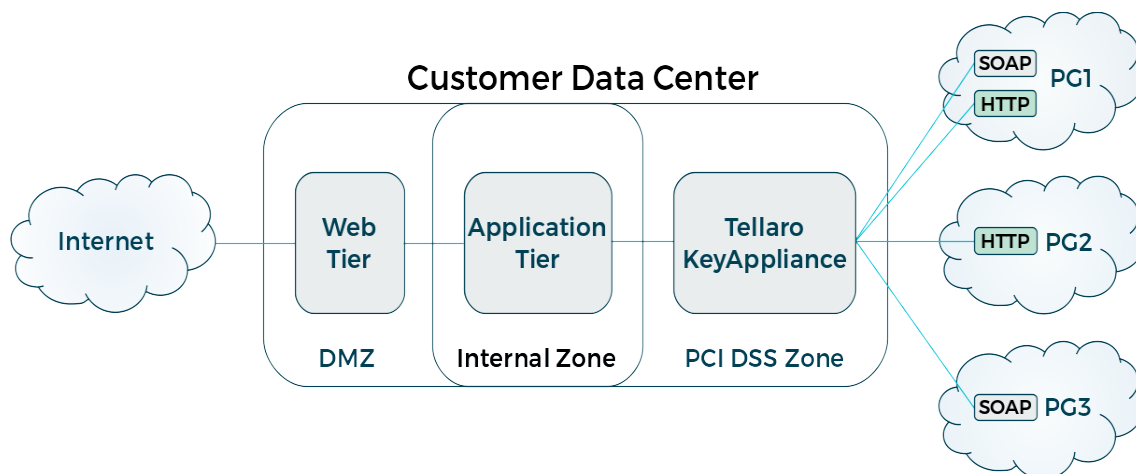 Customer Data Center
Internet
Web
Tier
Application
Tier
Tellaro
KeyAppliance
DMZ
Internal Zone
PCI DSS Zone
SOAP
PG1
HTTP
HTTP
PG2
SOAP
PG3